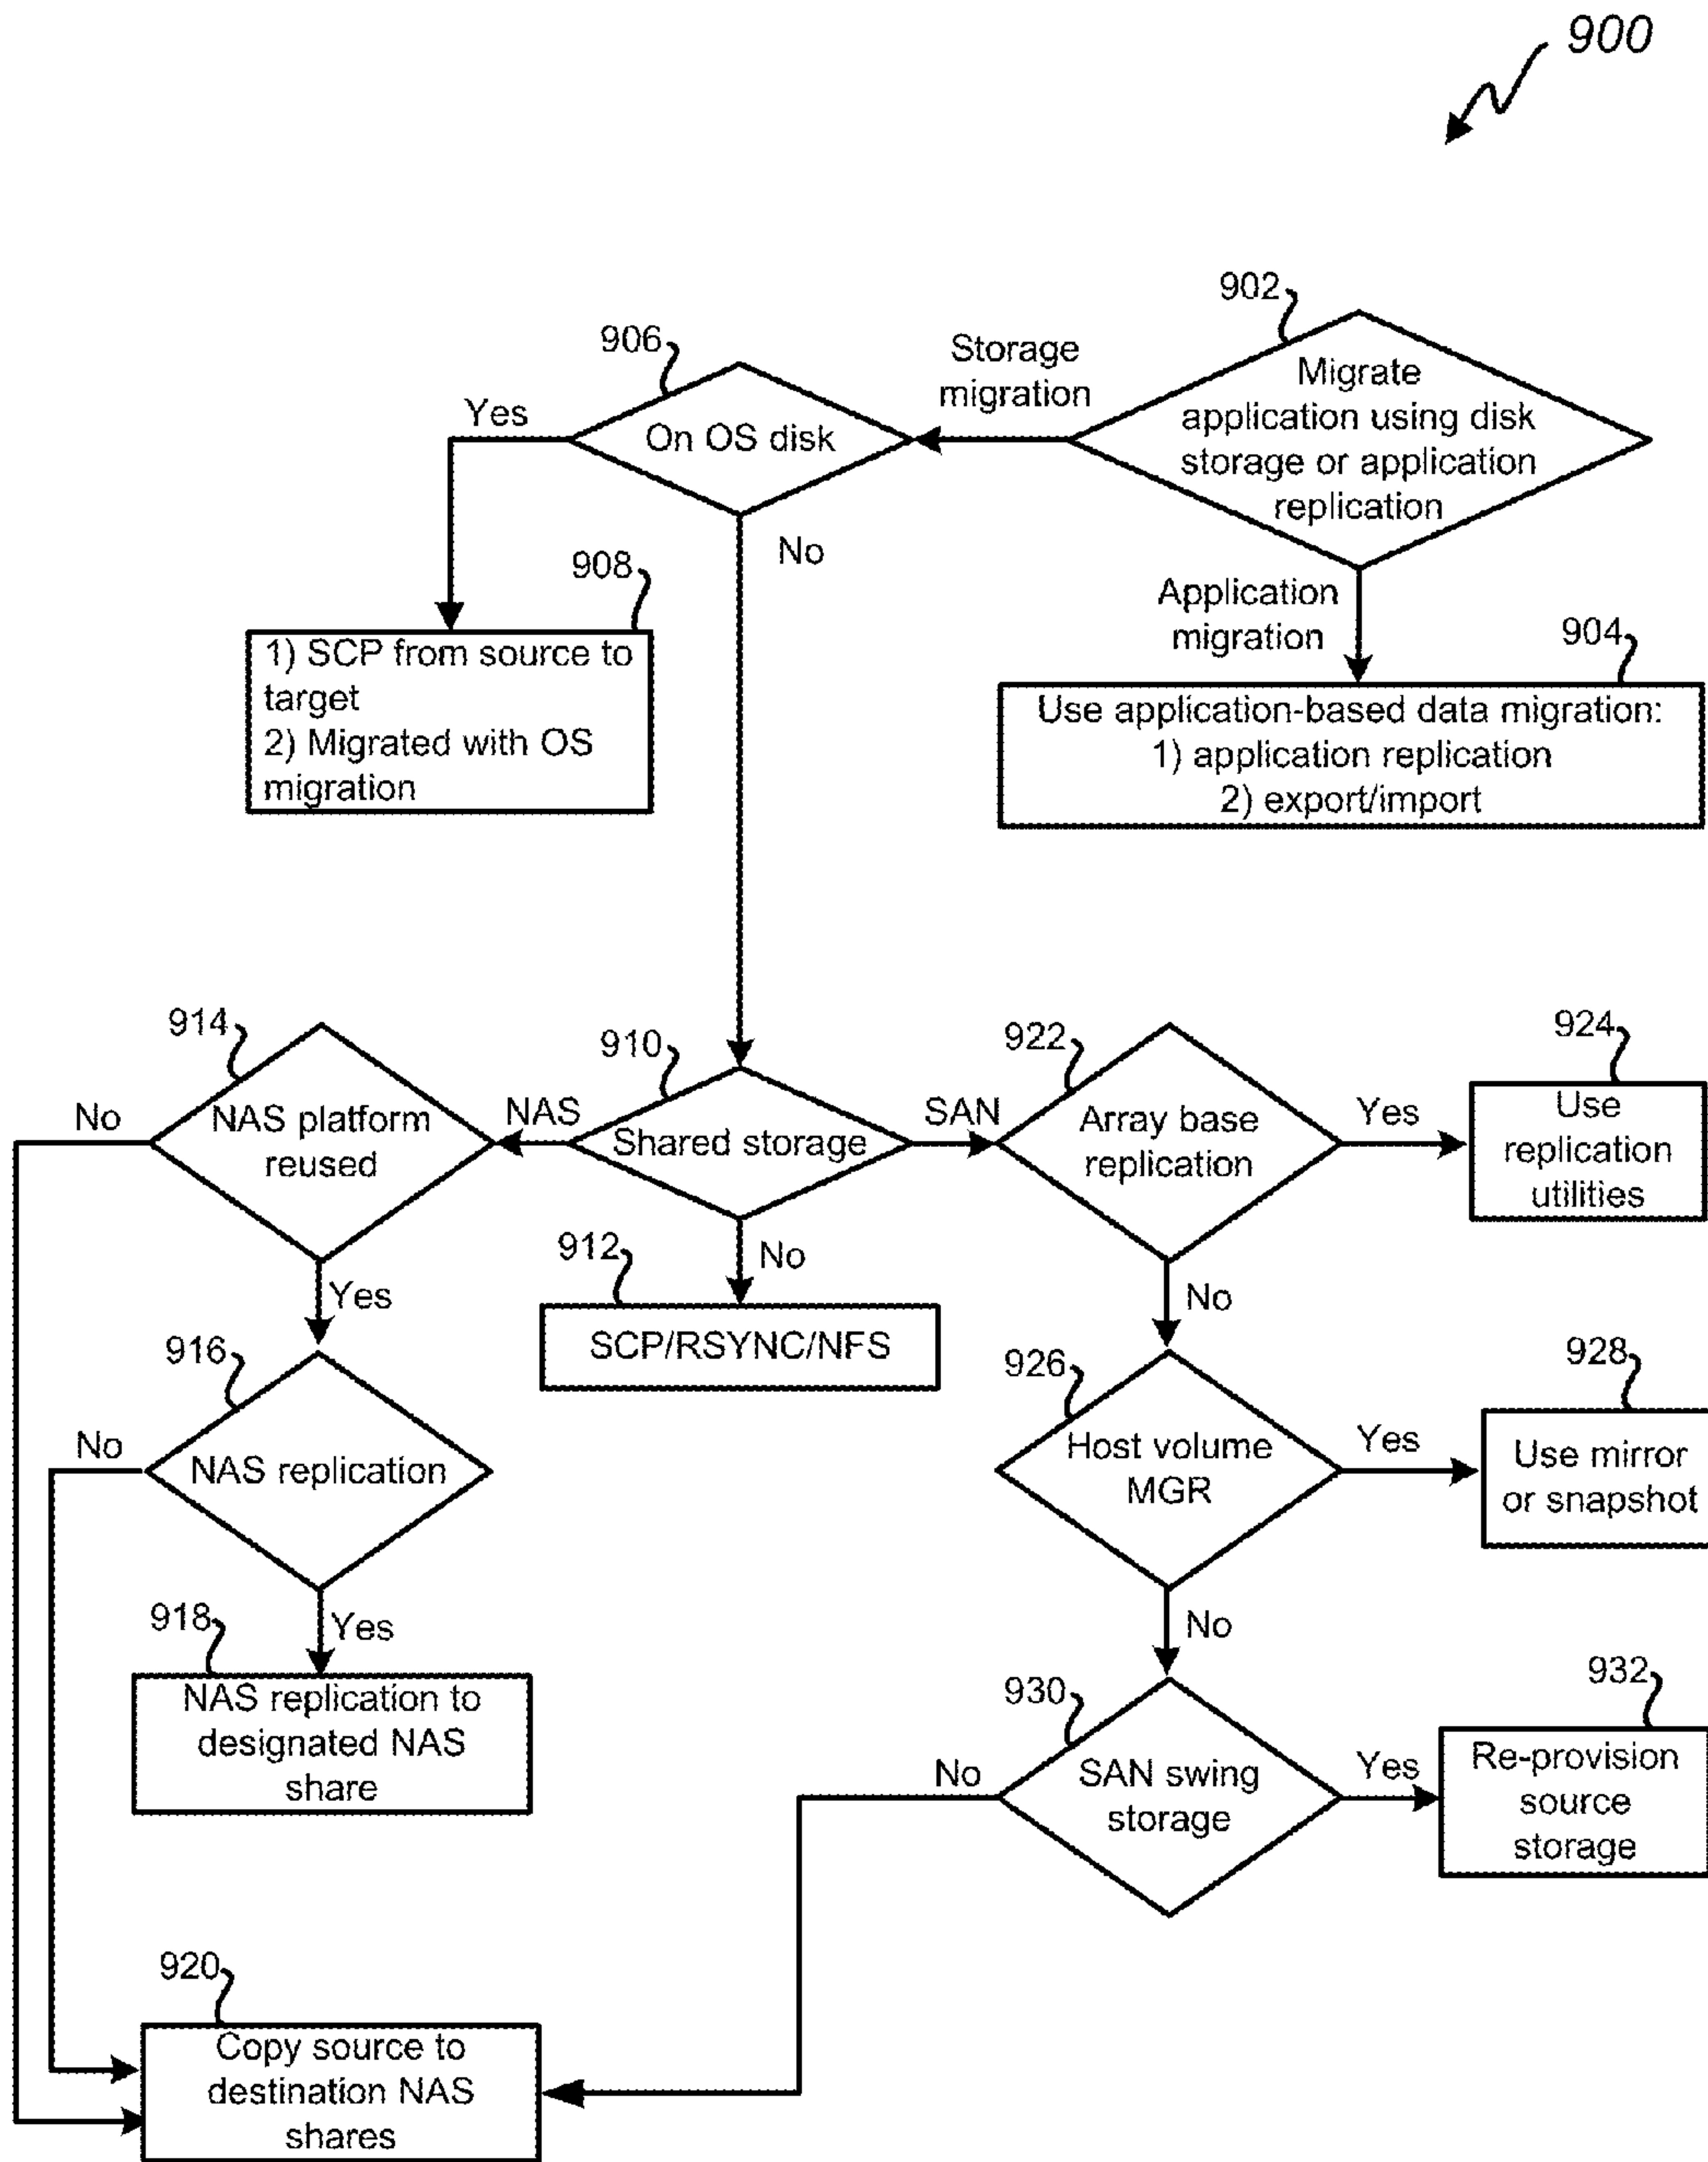 900
902
Migrate
application using disk
storage or application
replication
Storage
migration
906
On OS disk
Yes
No
908
1) SCP from source to
target
2) Migrated with OS
migration
Application
migration
904
Use application-based data migration:
1) application replication
2) export/import
914
NAS platform
reused
No
NAS
910
Shared storage
SAN
922
Array base
replication
Yes
924
Use
replication
utilities
Yes
912
No
SCP/RSYNC/NFS
No
916
NAS replication
No
926
Host volume
MGR
Yes
928
Use mirror
or snapshot
918
Yes
NAS replication to
designated NAS
share
No
930
SAN swing
storage
No
Yes
932
Re-provision
source
storage
920
Copy source to
destination NAS
shares